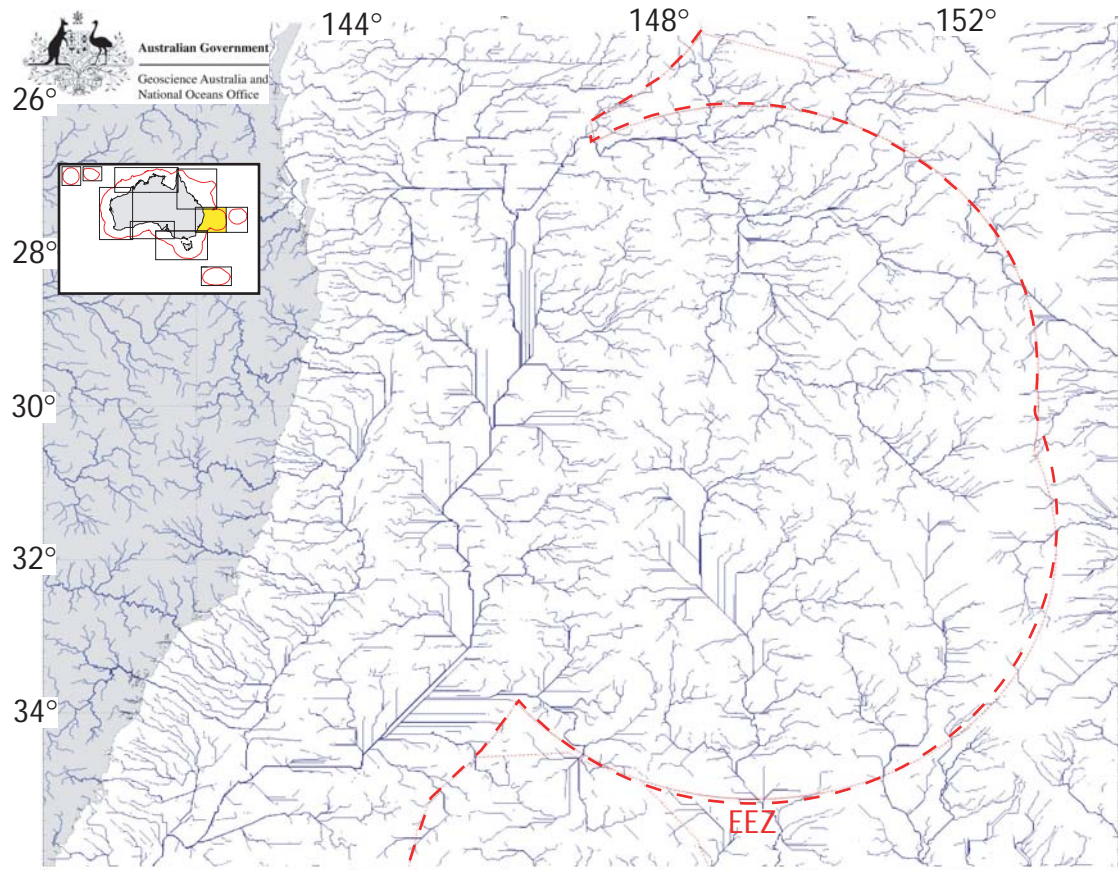 144°
148°
152°
Australian Government
Geoscience Australia and
National Oceans Office
26°
28°
30°
32°
34°
EEZ